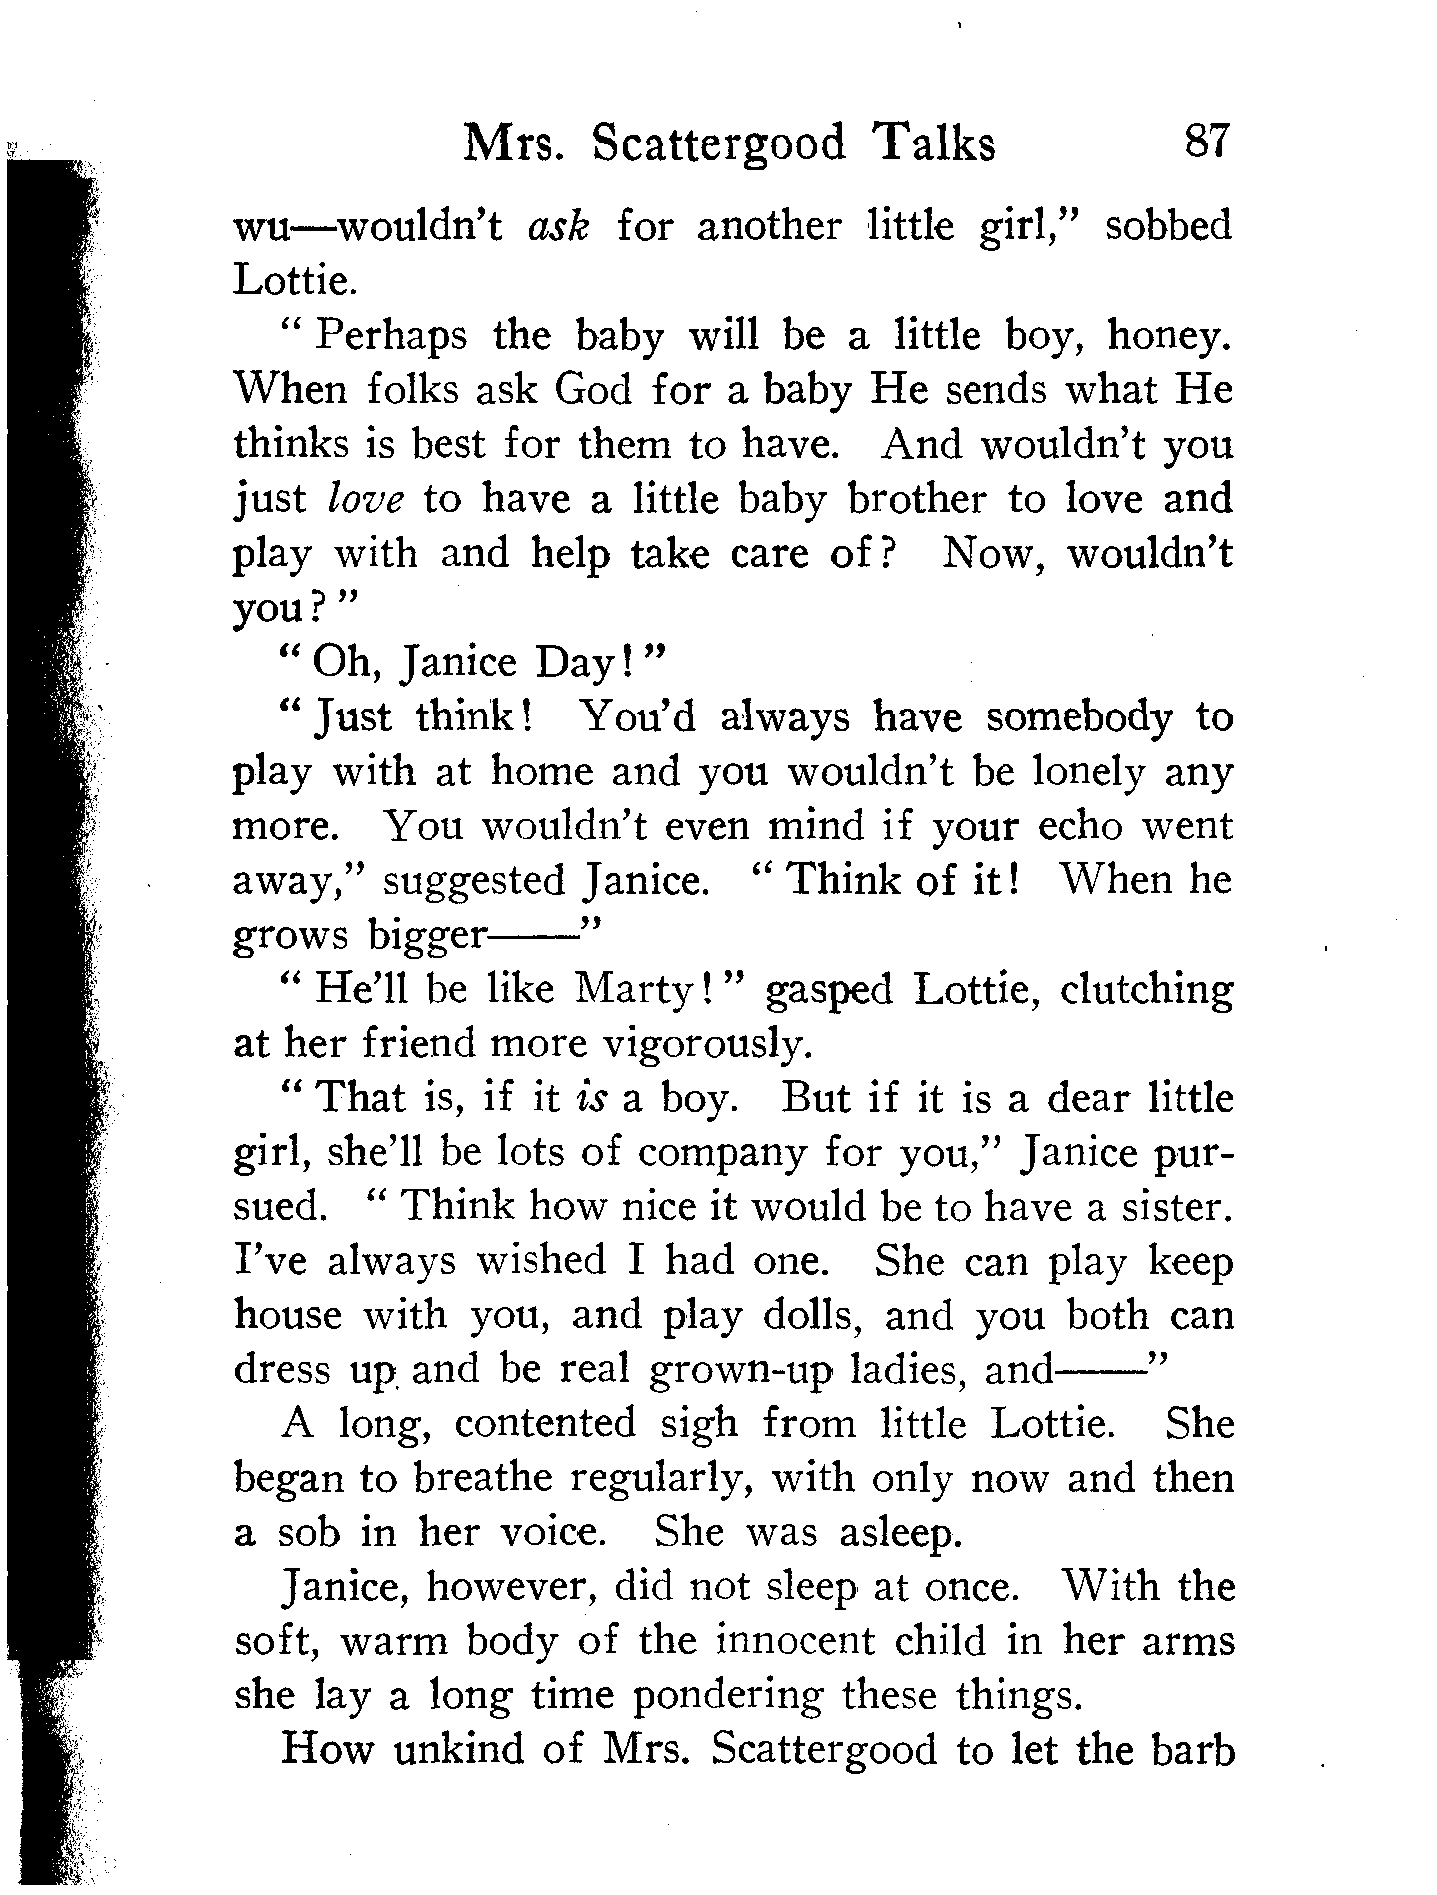 Mrs. Scattergood Talks 87
wu—wouldn't ask for another little girl,” sobbed
Lottie.
“ Perhaps the baby will be a little boy, honey.
When folks ask God for a baby He sends what He
thinks is best for them to have. And wouldn't you
just love to have a little baby brother to love and
play with and help take care of? Now, wouldn't
you? ”
“ Oh, Janice Day! ”
“ Just think! You'd always have somebody to
play with at home and you wouldn't be lonely any
more. You wouldn't even mind if your echo went
away,” suggested Janice. “ Think of it! When he
grows bigger——”
“ He'll be like Marty! ” gasped Lottie, clutching
at her friend more vigorously.
“ That is, if it is a boy. But if it is a dear little
girl, she'll be lots of company for you,” Janice pur-
sued. “ Think how nice it would be to have a sister.
I've always wished I had one. She can play keep
house with you, and play dolls, and you both can
dress up and be real grown-up ladies, and——”
A long, contented sigh from little Lottie. She
began to breathe regularly, with only now and then
a sob in her voice. She was asleep.
Janice, however, did not sleep at once. With the
soft, warm body of the innocent child in her arms
she lay a long time pondering these things.
How unkind of Mrs. Scattergood to let the barb